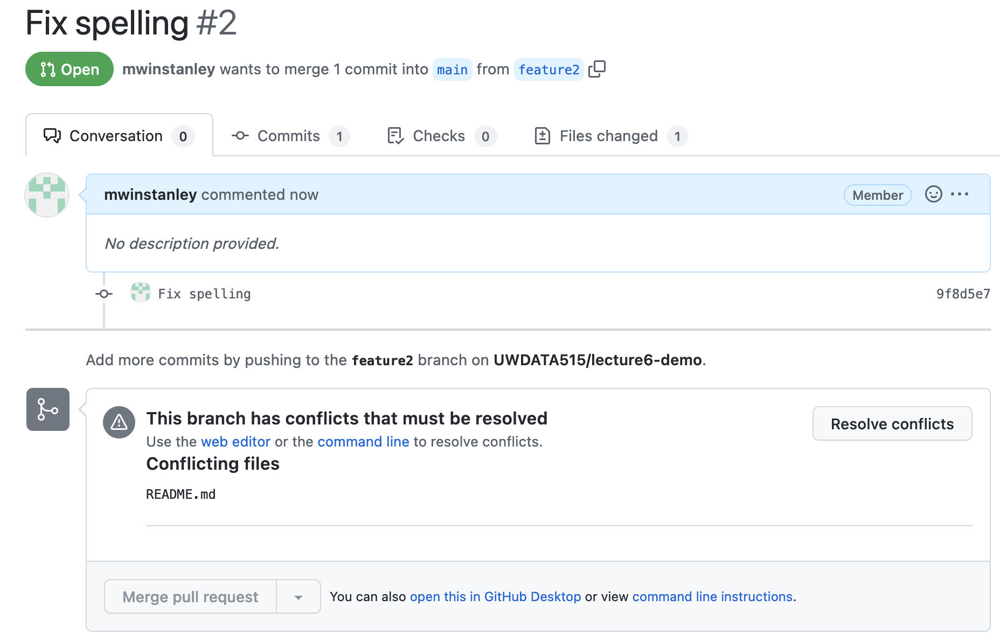 Fix spelling #2
Open mwinstanley wants to merge 1 commit into main from feature2
Conversation 0 Commits 1 Checks 0 Files changed 1
mwinstanley commented now Member
No description provided.
Fix spelling 9f8d5e7
Add more commits by pushing to the feature2 branch on UWDATA515/lecture6-demo.
This branch has conflicts that must be resolved
Resolve conflicts
Use the web editor or the command line to resolve conflicts.
Conflicting files
README.md
Merge pull request You can also open this in GitHub Desktop or view command line instructions.